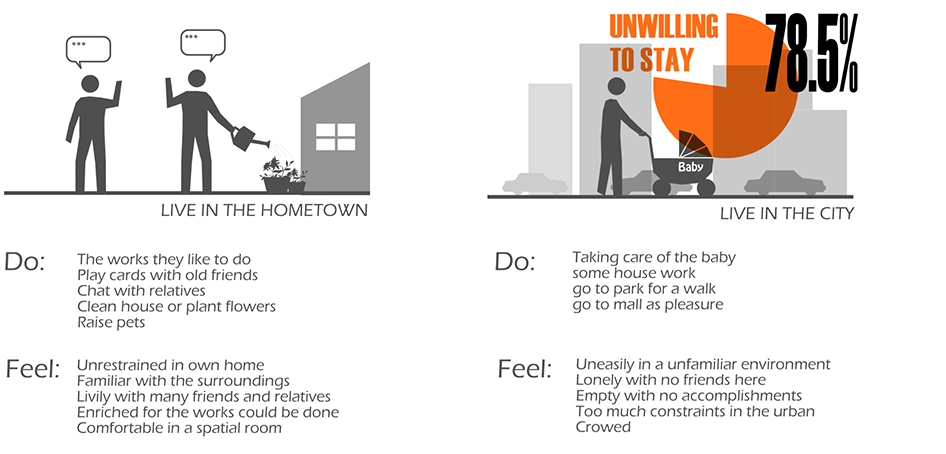 UNWILLING
TO STAY
78.5%
Baby
LIVE IN THE HOMETOWN
LIVE IN THE CITY
Do:
The works they like to do
Play cards with old friends
Chat with relatives
Clean house or plant flowers
Raise pets
Feel:
Unrestrained in own home
Familiar with the surroundings
Livily with many friends and relatives
Enriched for the works could be done
Comfortable in a spatial room
Do:
Taking care of the baby
some house work
go to park for a walk
go to mall as pleasure
Feel:
Uneasily in a unfamiliar environment
Lonely with no friends here
Empty with no accomplishments
Too much constraints in the urban
Crowed